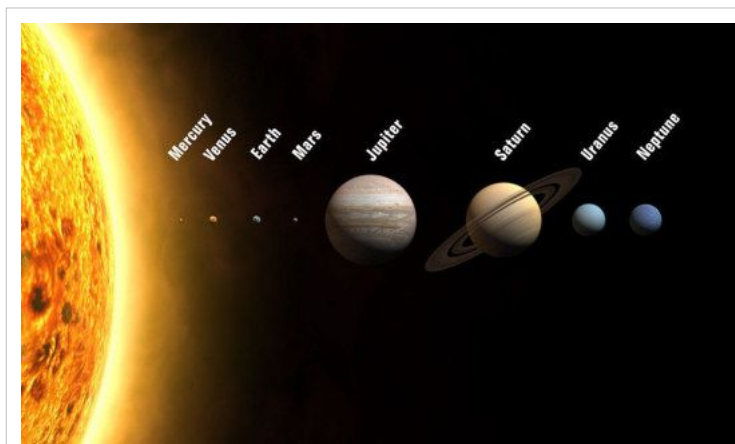 Mercury
Venus
Earth
Mars
Jupiter
Saturn
Uranus
Neptune